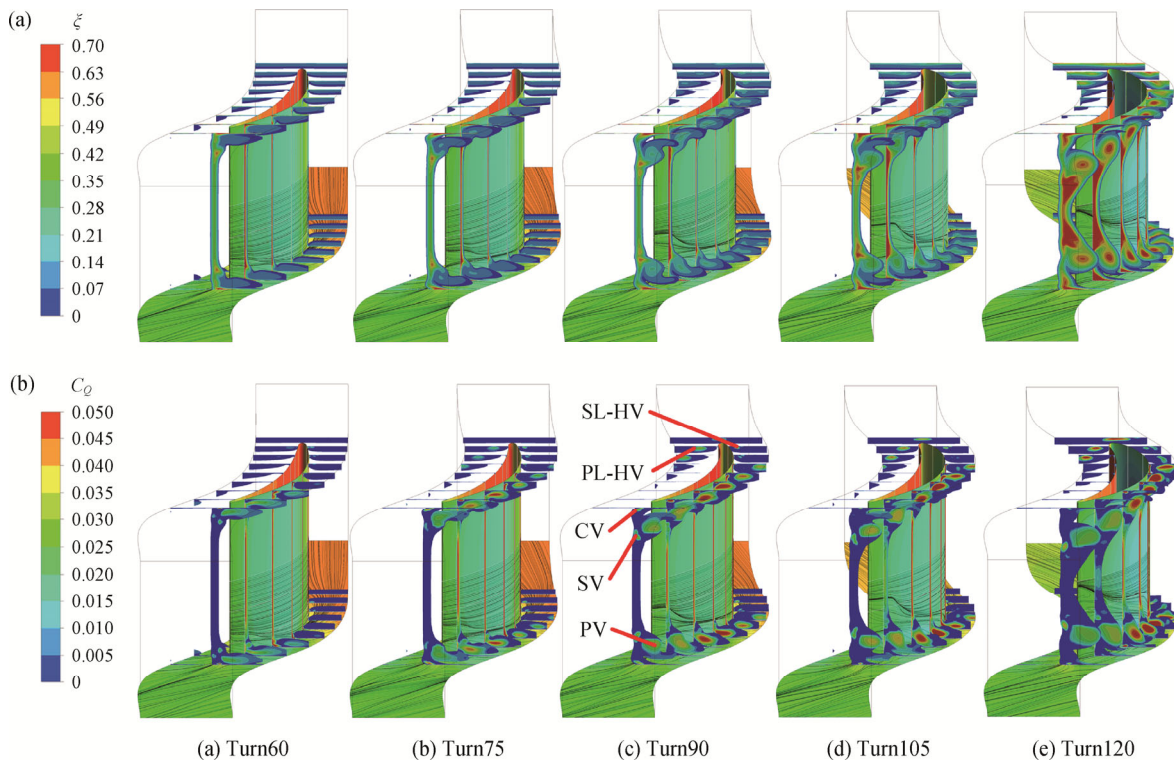 (a)
ξ
0.70
0.63
0.56
0.49
0.42
0.35
0.28
0.21
0.14
0.07
0
(b)
C_Q
0.050
0.045
0.040
0.035
0.030
0.025
0.020
0.015
0.010
0.005
0
SL-HV
PL-HV
CV
SV
PV
(a) Turn60
(b) Turn75
(c) Turn90
(d) Turn105
(e) Turn120